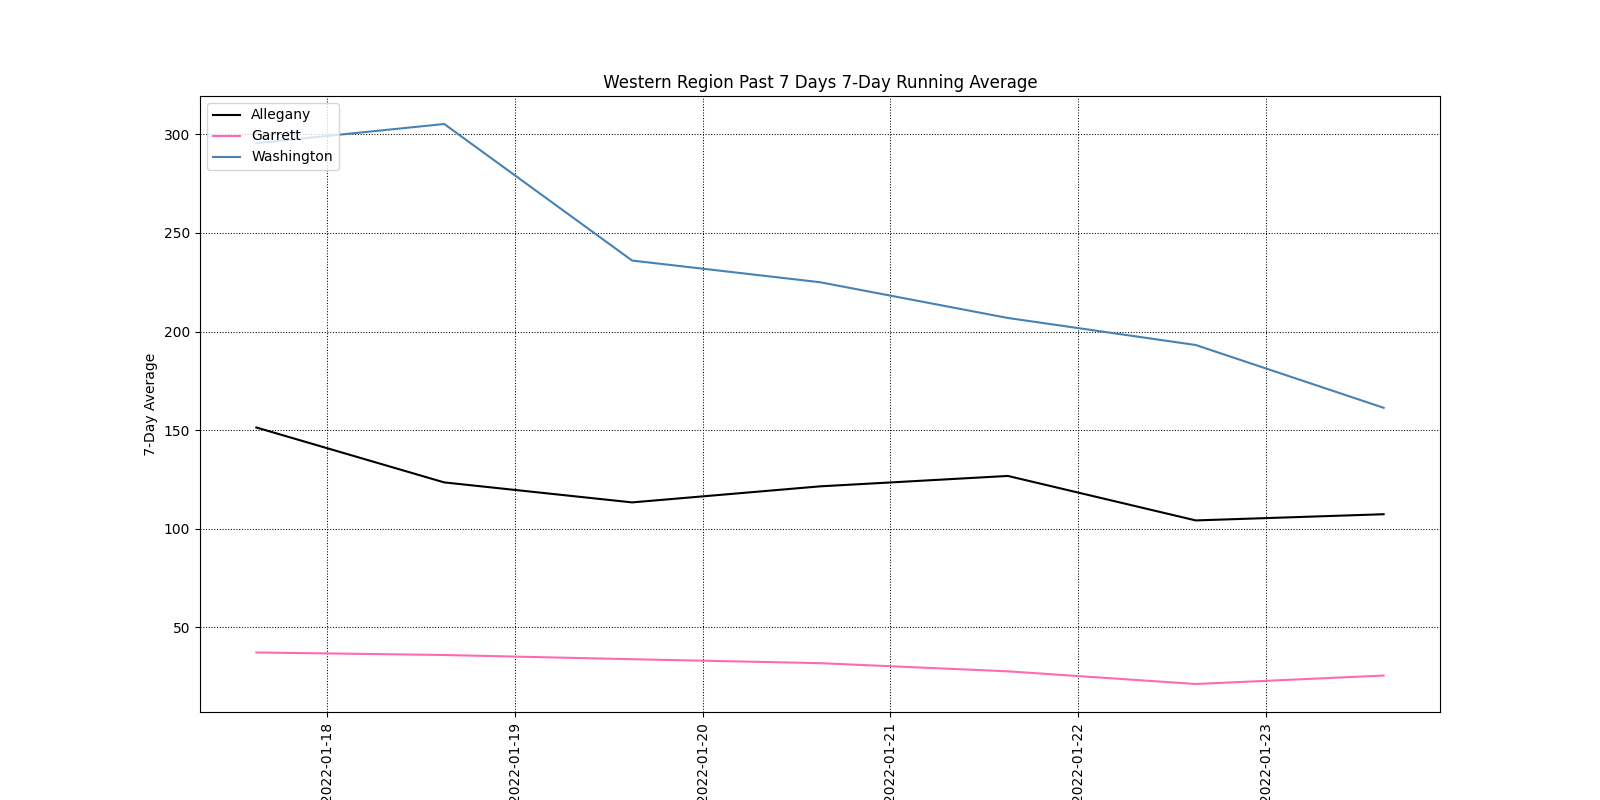 Western Region Past 7 Days 7-Day Running Average
Allegany
Garrett
Washington
300
250
200
150
100
50
7-Day Average
2022-01-18
2022-01-19
2022-01-20
2022-01-21
2022-01-22
2022-01-23